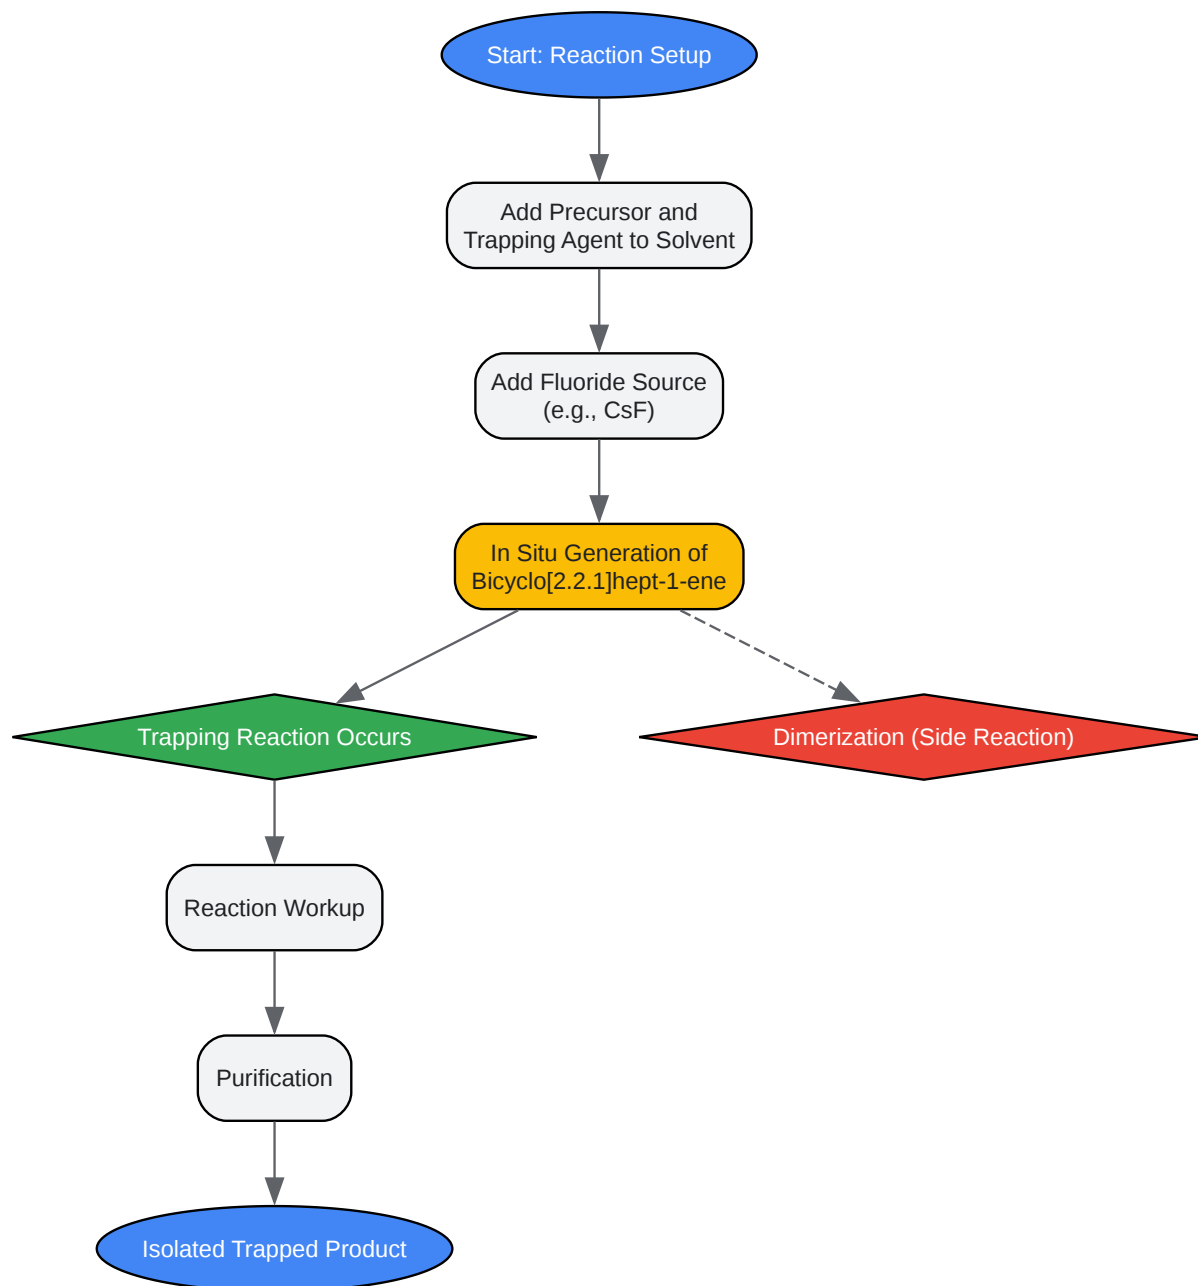 Start: Reaction Setup
Add Precursor and
Trapping Agent to Solvent
Add Fluoride Source
(e.g., CsF)
In Situ Generation of
Bicyclo[2.2.1]hept-1-ene
Trapping Reaction Occurs
Dimerization (Side Reaction)
Reaction Workup
Purification
Isolated Trapped Product